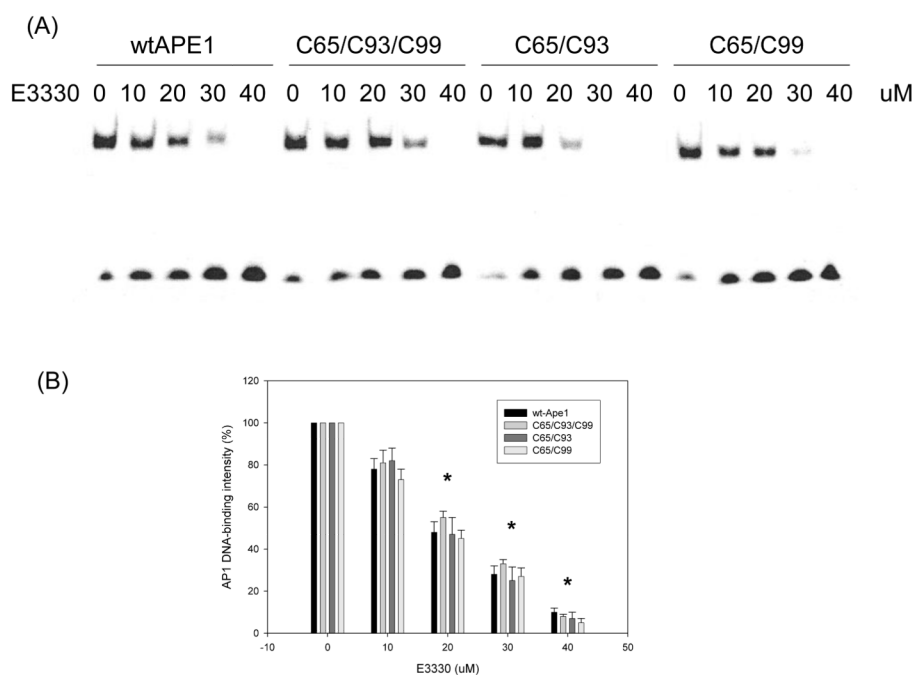 (A)
wtAPE1 C65/C93/C99 C65/C93 C65/C99
E3330 0 10 20 30 40 0 10 20 30 40 0 10 20 30 40 0 10 20 30 40 uM
(B)
120
100
80
60
40
20
0
AP1 DNA-binding intensity (%)
wt-Ape1
C65/C93/C99
C65/C93
C65/C99
*
*
*
-10 0 10 20 30 40 50
E3330 (uM)